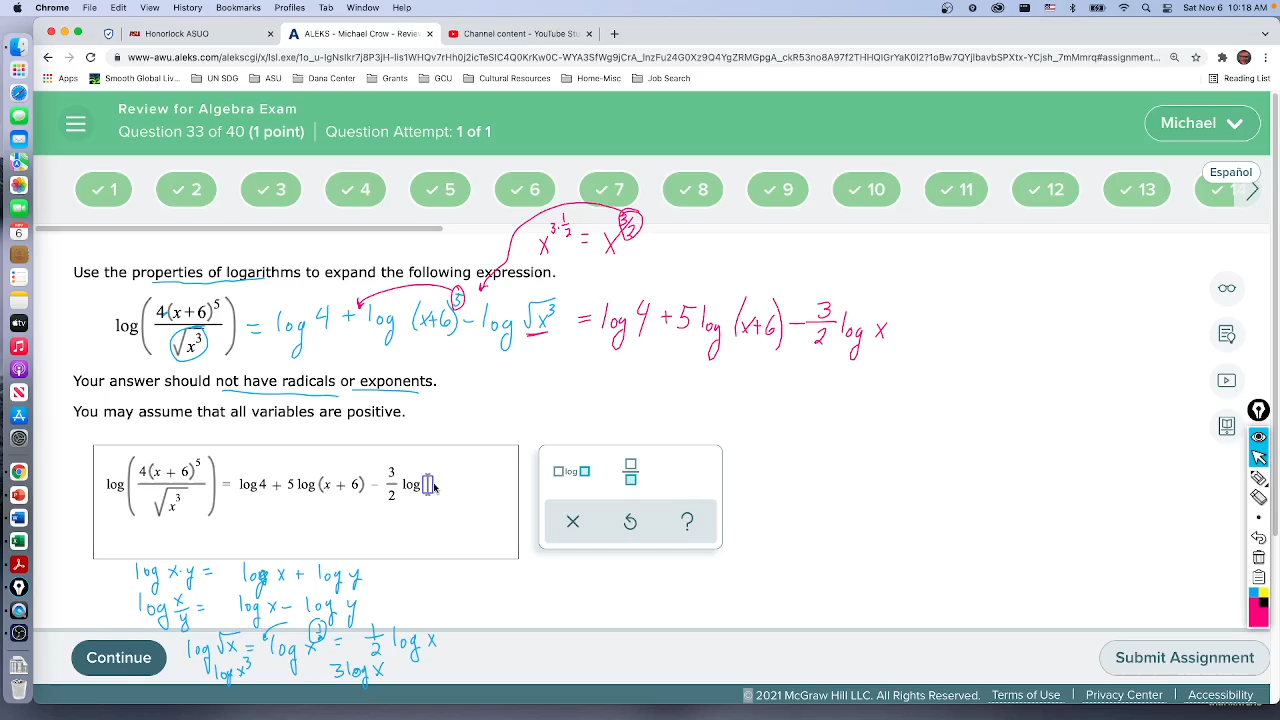 Chrome File Edit View History Bookmarks Profiles Tab Window Help Sat Nov 6 10:18 AM
Honorlock ASUO ALEKS - Michael Crow - Revie Channel content - YouTube Stu
Apps Smooth Global Liv... UN SDG ASU Dana Center Grants GCU Cultural Resources Home-Misc Job Search Reading List
Review for Algebra Exam
Question 33 of 40 (1 point) Question Attempt: 1 of 1
Michael
Español
1 2 3 4 5 6 7 8 9 10 11 12 13 14
x^(3·1/2) = x^(3/2)
Use the properties of logarithms to expand the following expression.
log(4(x+6)^5/√x^3) = log 4 + log (x+6)^5 − log √x^3 = log 4 + 5 log (x+6) − 3/2 log x
Your answer should not have radicals or exponents.
You may assume that all variables are positive.
log(4(x + 6)^5/√x^3) = log 4 + 5 log (x + 6) − 3/2 log
log
?
log x·y = log x + log y
log x/y = log x − log y
log √x = log x^(1/2) = 1/2 log x
log x^3 3 log x
Continue
Submit Assignment
© 2021 McGraw Hill LLC. All Rights Reserved. Terms of Use Privacy Center Accessibility